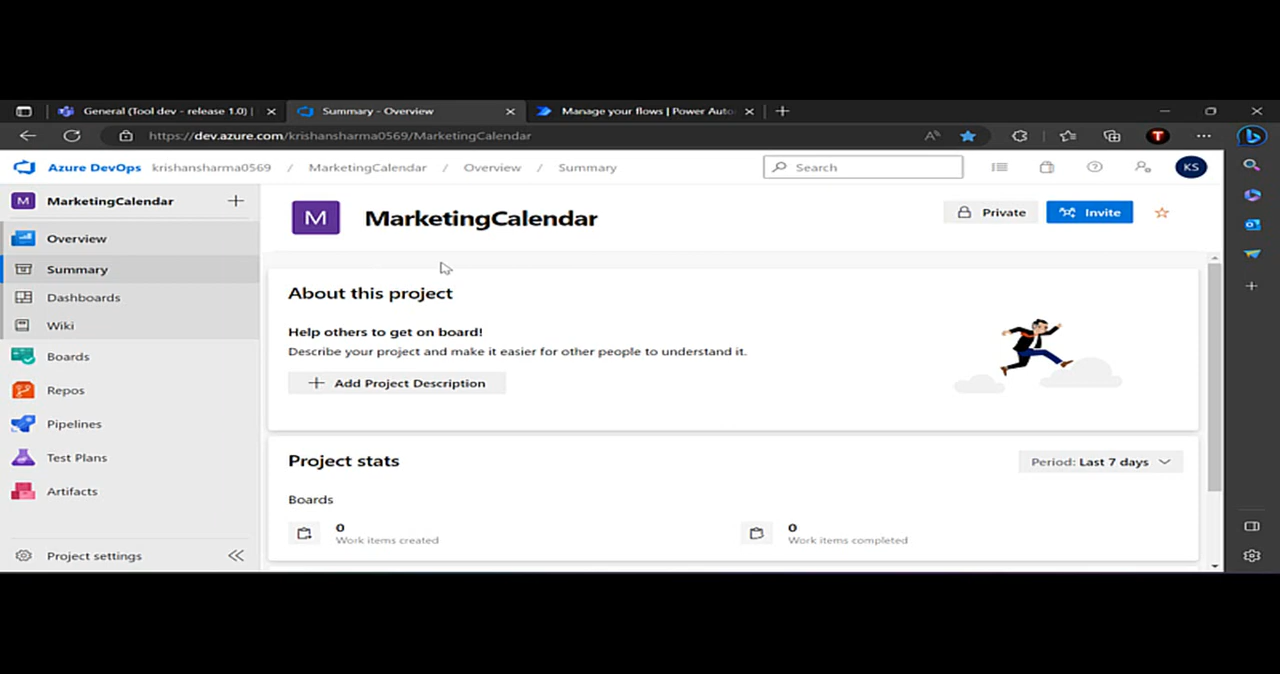 General (Tool dev - release 1.0) |
Summary - Overview
Manage your flows | Power Auto
https://dev.azure.com/krishansharma0569/MarketingCalendar
Azure DevOps krishansharma0569 / MarketingCalendar / Overview / Summary
Search
KS
M MarketingCalendar
M MarketingCalendar
Private
Invite
Overview
Summary
Dashboards
Wiki
Boards
Repos
Pipelines
Test Plans
Artifacts
Project settings
About this project
Help others to get on board!
Describe your project and make it easier for other people to understand it.
Add Project Description
Project stats
Period: Last 7 days
Boards
0
Work items created
0
Work items completed